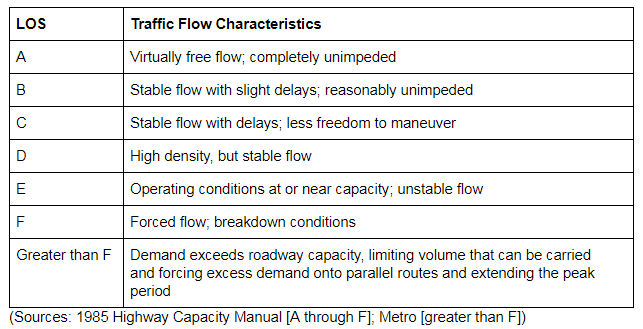 LOS Traffic Flow Characteristics
A Virtually free flow; completely unimpeded
B Stable flow with slight delays; reasonably unimpeded
C Stable flow with delays; less freedom to maneuver
D High density, but stable flow
E Operating conditions at or near capacity; unstable flow
F Forced flow; breakdown conditions
Greater than F Demand exceeds roadway capacity, limiting volume that can be carried
and forcing excess demand onto parallel routes and extending the peak
period
(Sources: 1985 Highway Capacity Manual [A through F]; Metro [greater than F])